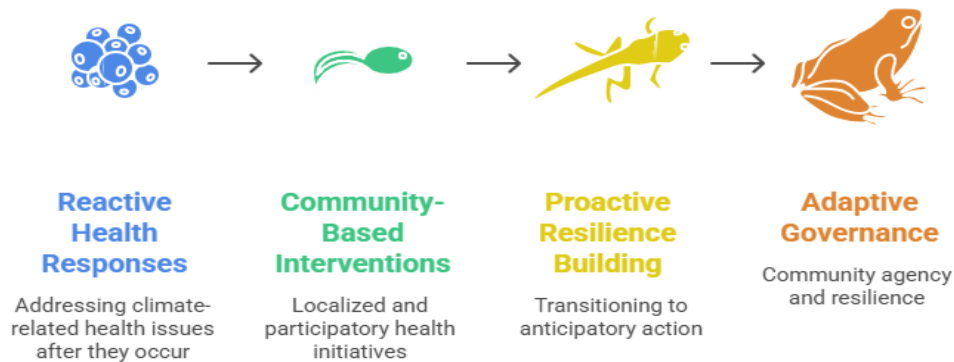 Reactive
Health
Responses
Addressing climate-
related health issues
after they occur
Community-
Based
Interventions
Localized and
participatory health
initiatives
Proactive
Resilience
Building
Transitioning to
anticipatory action
Adaptive
Governance
Community agency
and resilience